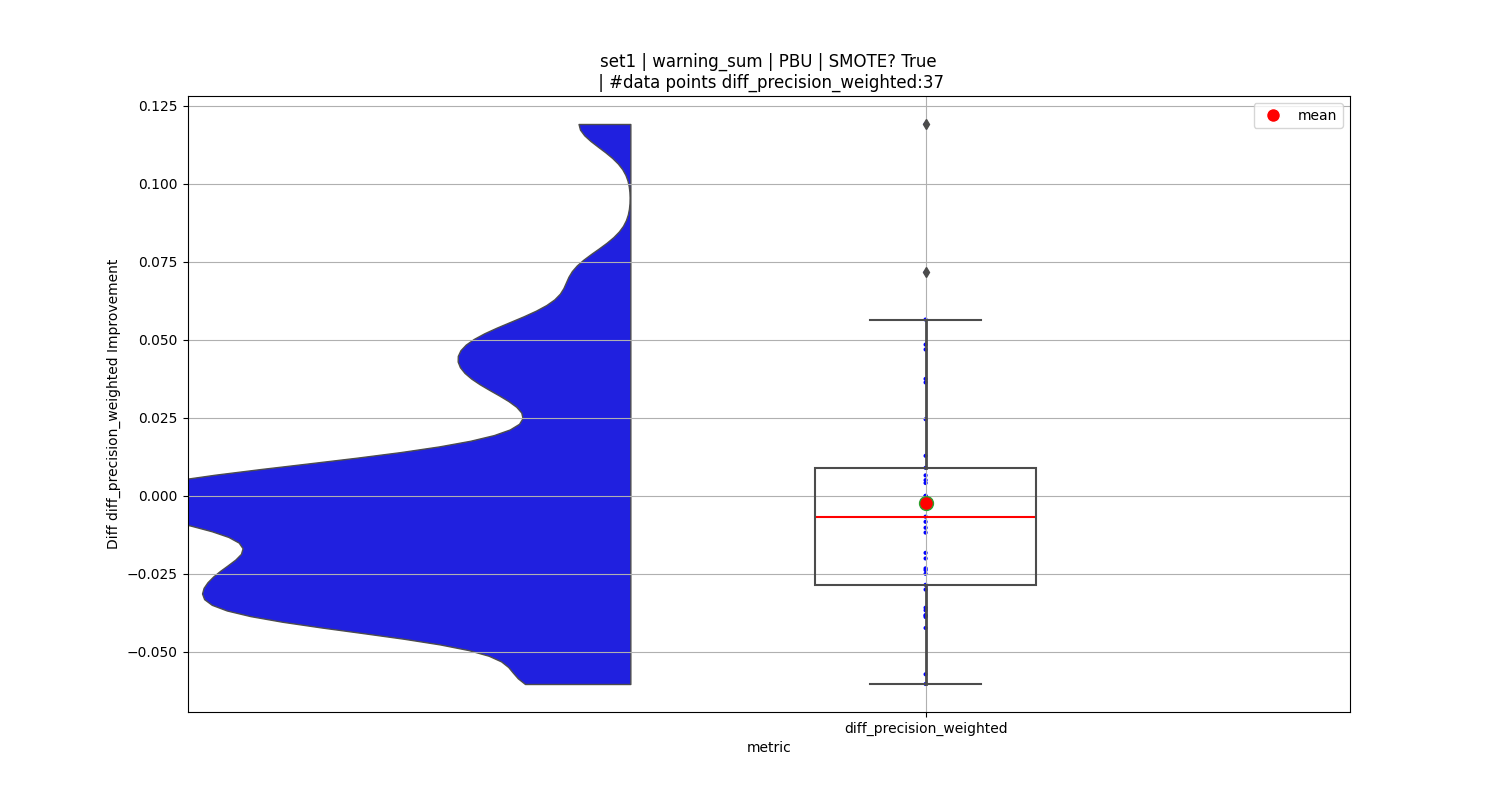 set1 | warning_sum | PBU | SMOTE? True
| #data points diff_precision_weighted:37
mean
0.125
0.100
0.075
0.050
0.025
0.000
−0.025
−0.050
Diff diff_precision_weighted Improvement
diff_precision_weighted
metric